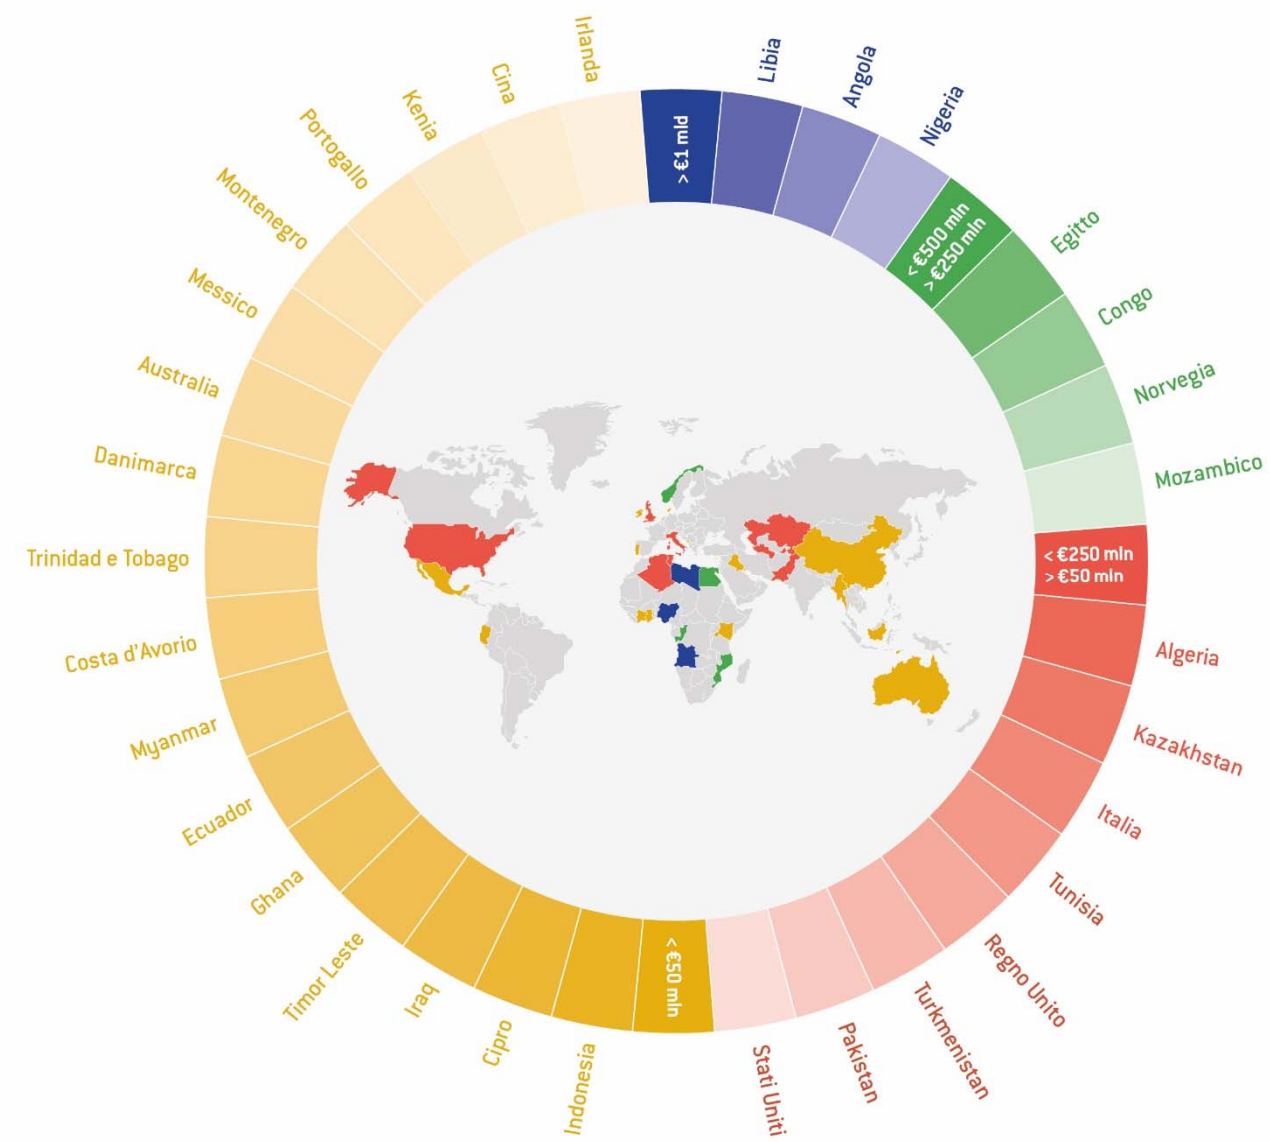 > €1 mld
Libia
Angola
Nigeria
< €500 mln
> €250 mln
Egitto
Congo
Norvegia
Mozambico
< €250 mln
> €50 mln
Algeria
Kazakhstan
Italia
Tunisia
Regno Unito
Turkmenistan
Pakistan
Stati Uniti
< €50 mln
Indonesia
Cipro
Iraq
Timor Leste
Ghana
Ecuador
Myanmar
Costa d'Avorio
Trinidad e Tobago
Danimarca
Australia
Messico
Montenegro
Portogallo
Kenia
Cina
Irlanda